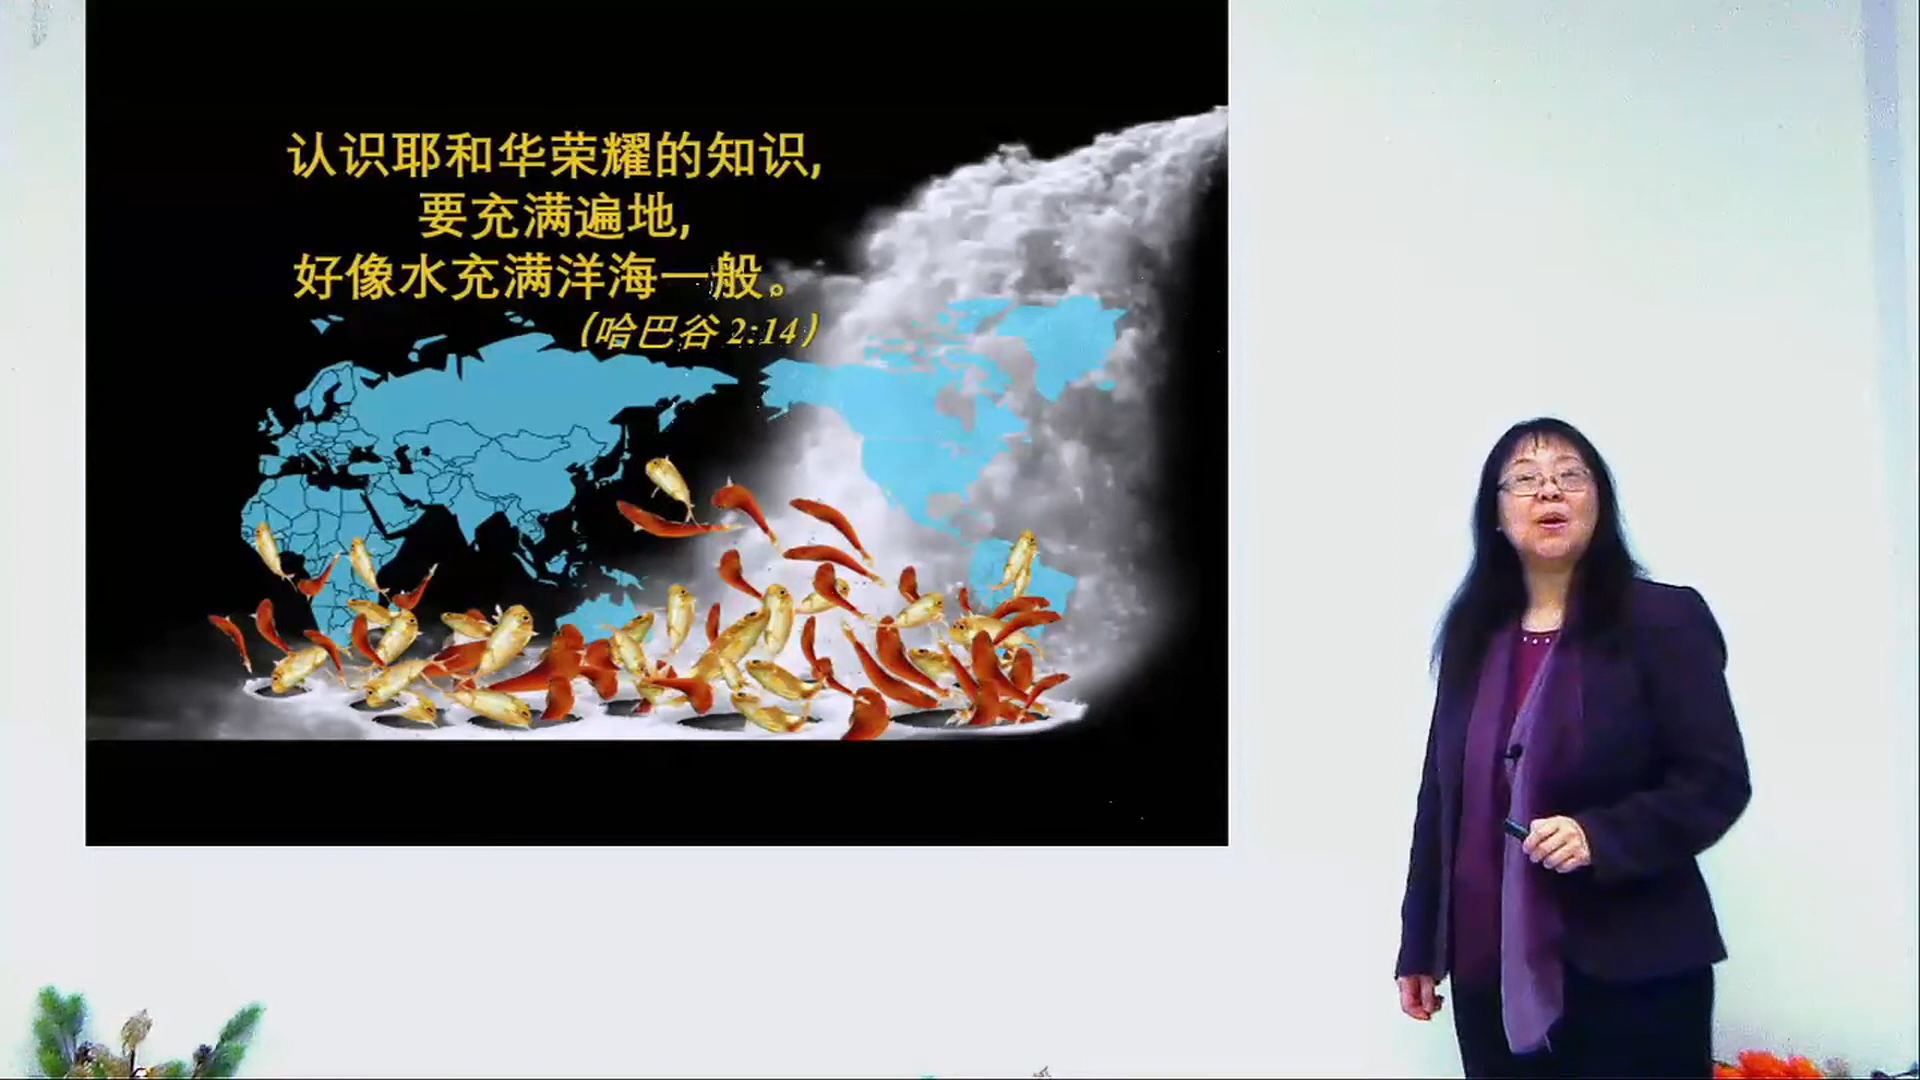 认识耶和华荣耀的知识,
要充满遍地,
好像水充满洋海一般。
(哈巴谷 2:14)